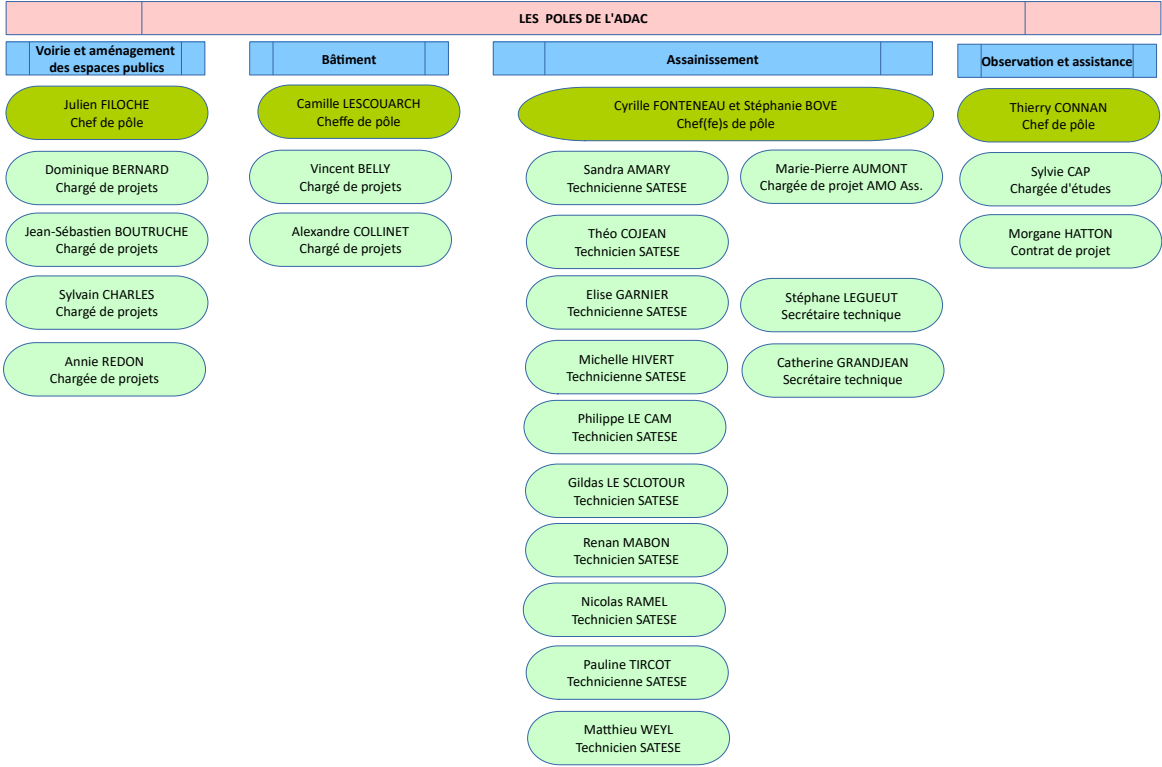 LES POLES DE L'ADAC
Voirie et aménagement
des espaces publics
Julien FILOCHE
Chef de pôle
Dominique BERNARD
Chargé de projets
Jean-Sébastien BOUTRUCHE
Chargé de projets
Sylvain CHARLES
Chargé de projets
Annie REDON
Chargée de projets
Bâtiment
Camille LESCOUARCH
Cheffe de pôle
Vincent BELLY
Chargé de projets
Alexandre COLLINET
Chargé de projets
Assainissement
Cyrille FONTENEAU et Stéphanie BOVE
Chef(fe)s de pôle
Sandra AMARY
Technicienne SATESE
Théo COJEAN
Technicien SATESE
Elise GARNIER
Technicienne SATESE
Michelle HIVERT
Technicienne SATESE
Philippe LE CAM
Technicien SATESE
Gildas LE SCLOTOUR
Technicien SATESE
Renan MABON
Technicien SATESE
Nicolas RAMEL
Technicien SATESE
Pauline TIRCOT
Technicienne SATESE
Matthieu WEYL
Technicien SATESE
Marie-Pierre AUMONT
Chargée de projet AMO Ass.
Stéphane LEGUEUT
Secrétaire technique
Catherine GRANDJEAN
Secrétaire technique
Observation et assistance
Thierry CONNAN
Chef de pôle
Sylvie CAP
Chargée d'études
Morgane HATTON
Contrat de projet